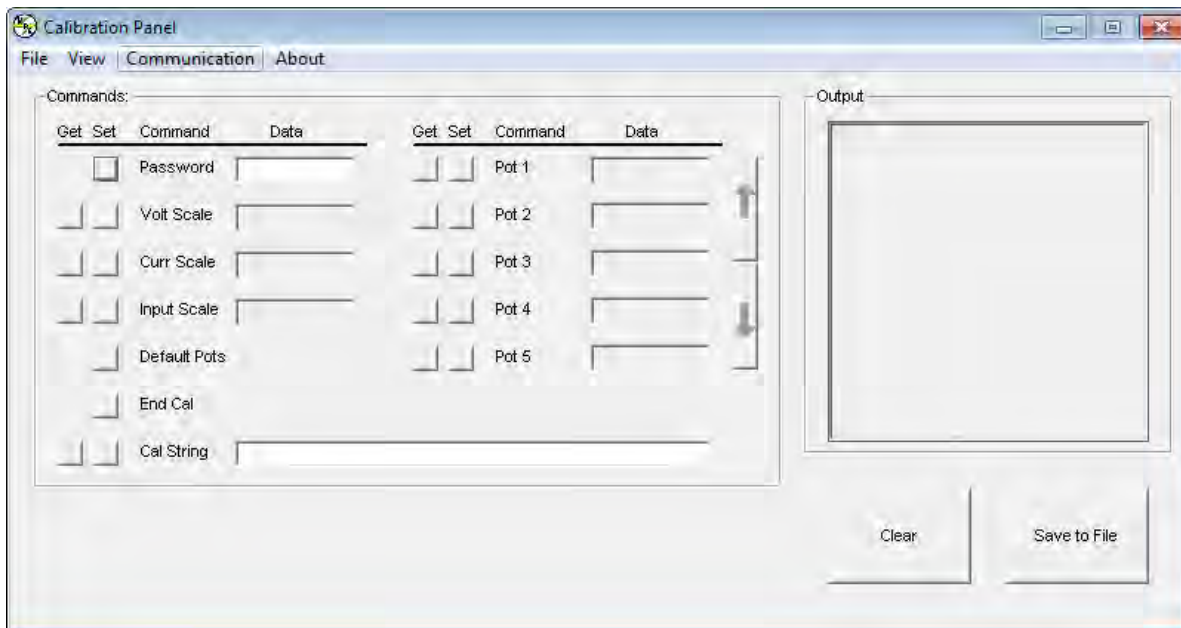 Calibration Panel
File View Communication About
Commands:
Get Set Command Data
Password
Volt Scale
Curr Scale
Input Scale
Default Pots
End Cal
Cal String
Get Set Command Data
Pot 1
Pot 2
Pot 3
Pot 4
Pot 5
Output
Clear
Save to File